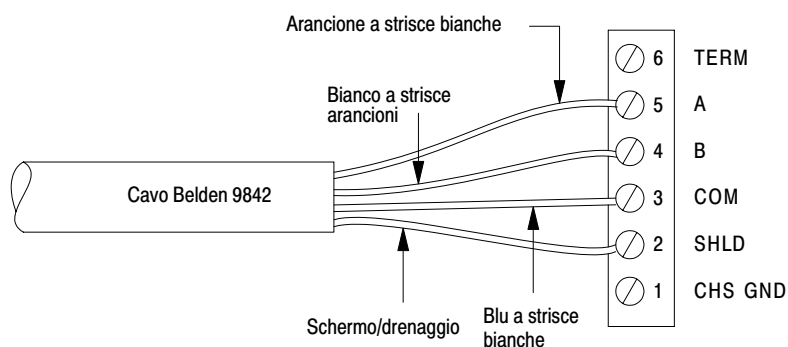 Arancione a strisce bianche
6 TERM
Bianco a strisce
arancioni
5 A
4 B
Cavo Belden 9842
3 COM
2 SHLD
1 CHS GND
Schermo/drenaggio
Blu a strisce
bianche